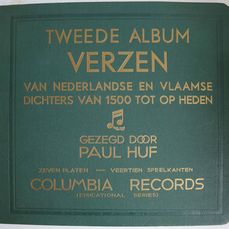 TWEEDE ALBUM
VERZEN
VAN NEDERLANDSE EN VLAAMSE
DICHTERS VAN 1500 TOT OP HEDEN
GEZEGD DOOR
PAUL HUF
ZEVEN PLATEN — VEERTIEN SPEELKANTEN
COLUMBIA RECORDS
(EDUCATIONAL SERIES)